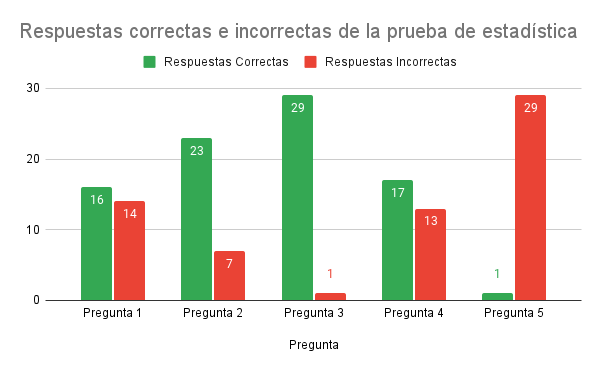 Respuestas correctas e incorrectas de la prueba de estadística
Respuestas Correctas Respuestas Incorrectas
30
20
10
0
16 14
23 7
29 1
17 13
1 29
Pregunta 1 Pregunta 2 Pregunta 3 Pregunta 4 Pregunta 5
Pregunta